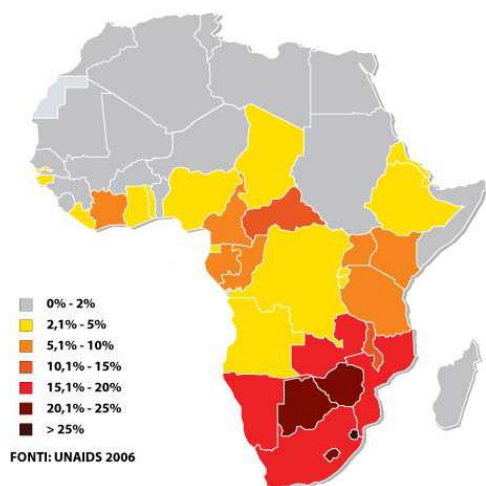 0% - 2%
2,1% - 5%
5,1% - 10%
10,1% - 15%
15,1% - 20%
20,1% - 25%
> 25%
FONTI: UNAIDS 2006